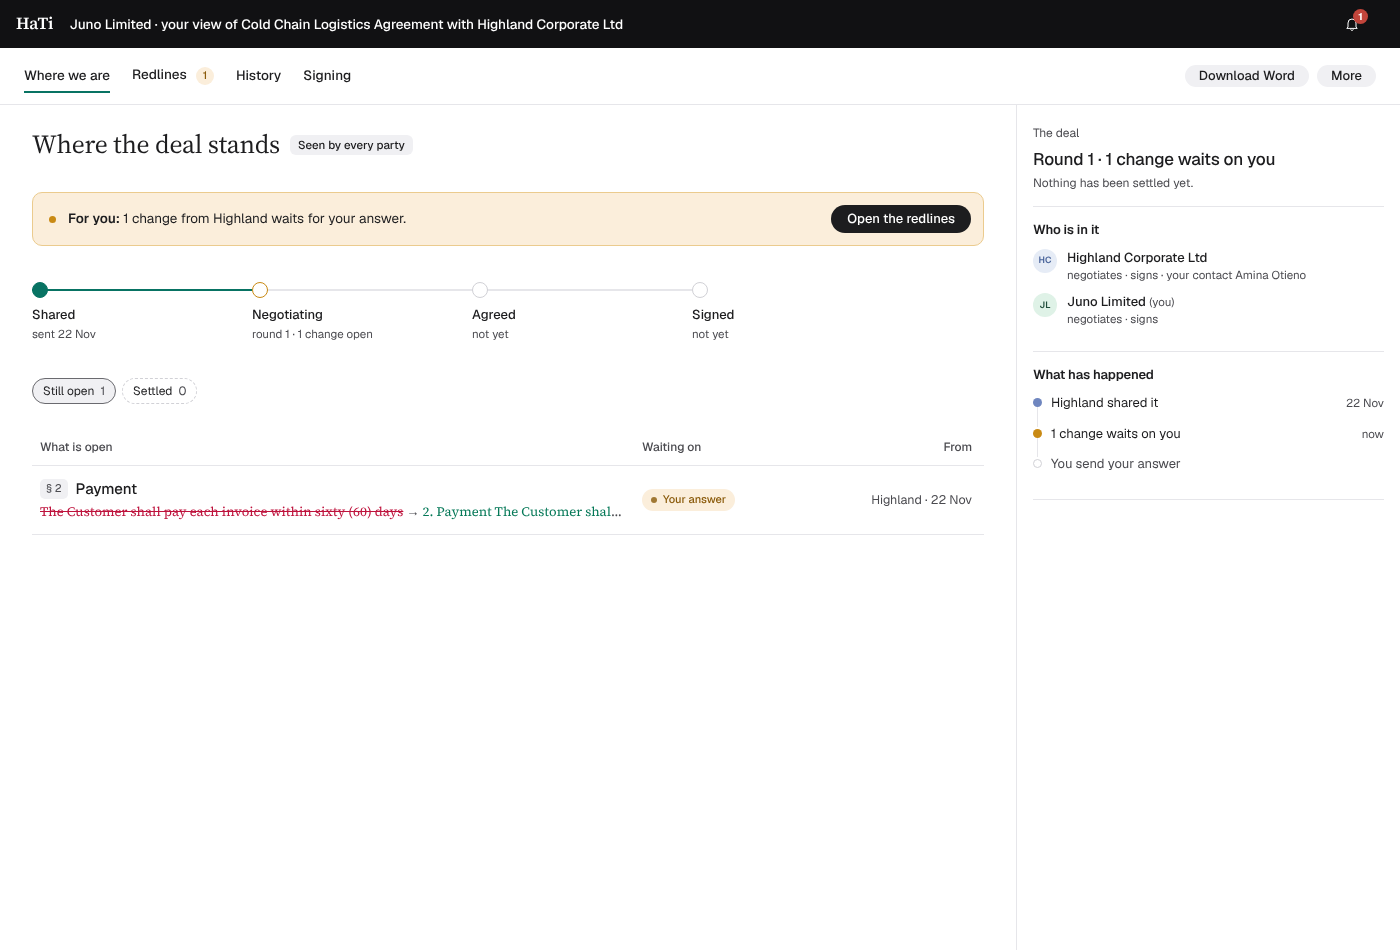 HaTi Juno Limited · your view of Cold Chain Logistics Agreement with Highland Corporate Ltd 1
Where we are Redlines 1 History Signing Download Word More
Where the deal stands Seen by every party
For you: 1 change from Highland waits for your answer. Open the redlines
Shared Negotiating Agreed Signed
sent 22 Nov round 1 · 1 change open not yet not yet
Still open 1 Settled 0
What is open Waiting on From
§ 2 Payment
The Customer shall pay each invoice within sixty (60) days → 2. Payment The Customer shal...
Your answer Highland · 22 Nov
The deal
Round 1 · 1 change waits on you
Nothing has been settled yet.
Who is in it
HC Highland Corporate Ltd
negotiates · signs · your contact Amina Otieno
JL Juno Limited (you)
negotiates · signs
What has happened
Highland shared it 22 Nov
1 change waits on you now
You send your answer